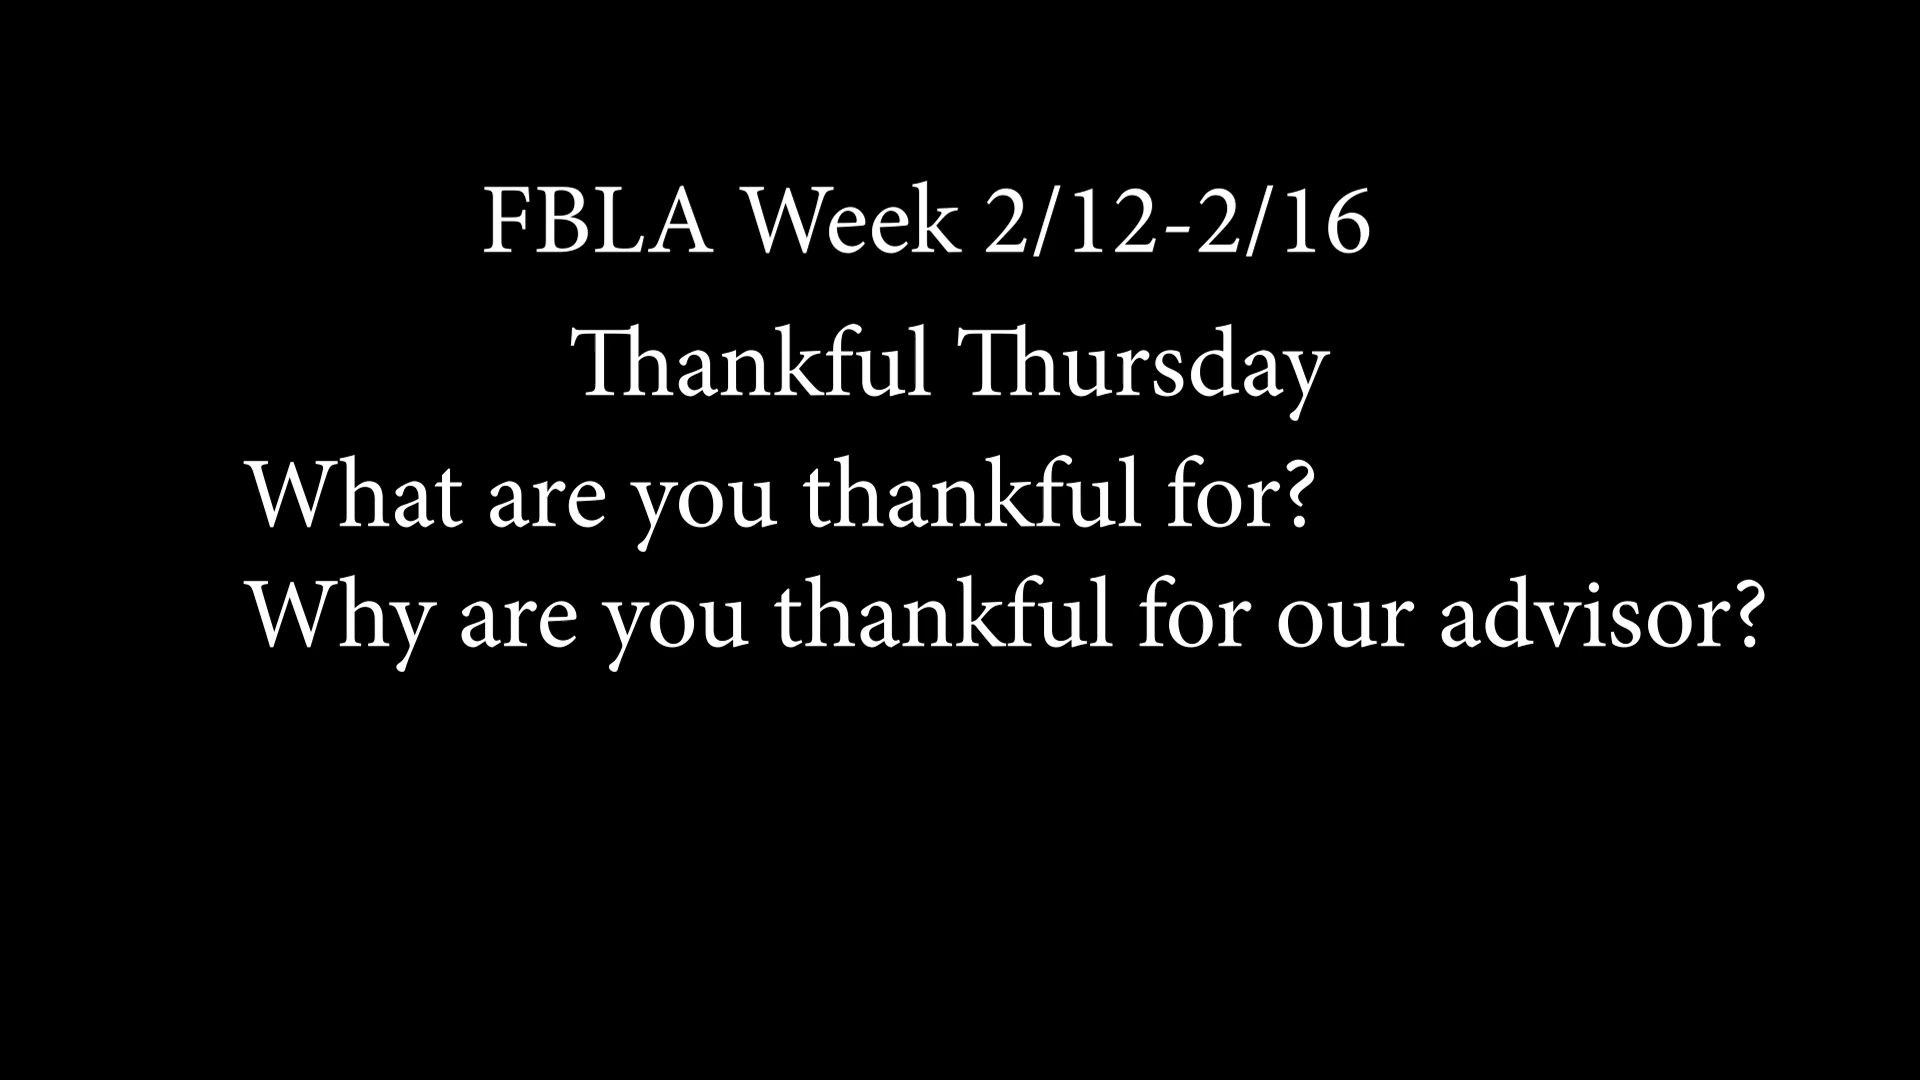 FBLA Week 2/12-2/16
Thankful Thursday
What are you thankful for?
Why are you thankful for our advisor?